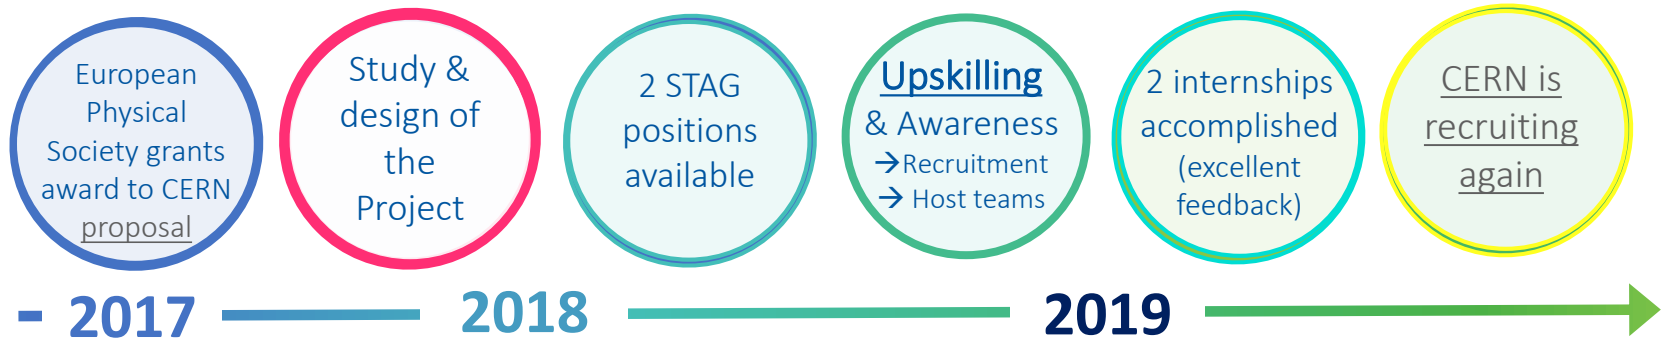 European
Physical
Society grants
award to CERN
proposal
Study &
design of
the
Project
2 STAG
positions
available
Upskilling
& Awareness
→Recruitment
→ Host teams
2 internships
accomplished
(excellent
feedback)
CERN is
recruiting
again
- 2017
2018
2019